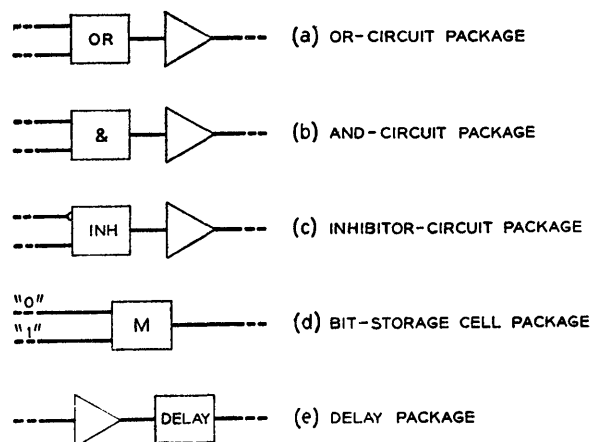 OR (a) OR-CIRCUIT PACKAGE
& (b) AND-CIRCUIT PACKAGE
INH (c) INHIBITOR-CIRCUIT PACKAGE
"0"
"1" M (d) BIT-STORAGE CELL PACKAGE
DELAY (e) DELAY PACKAGE